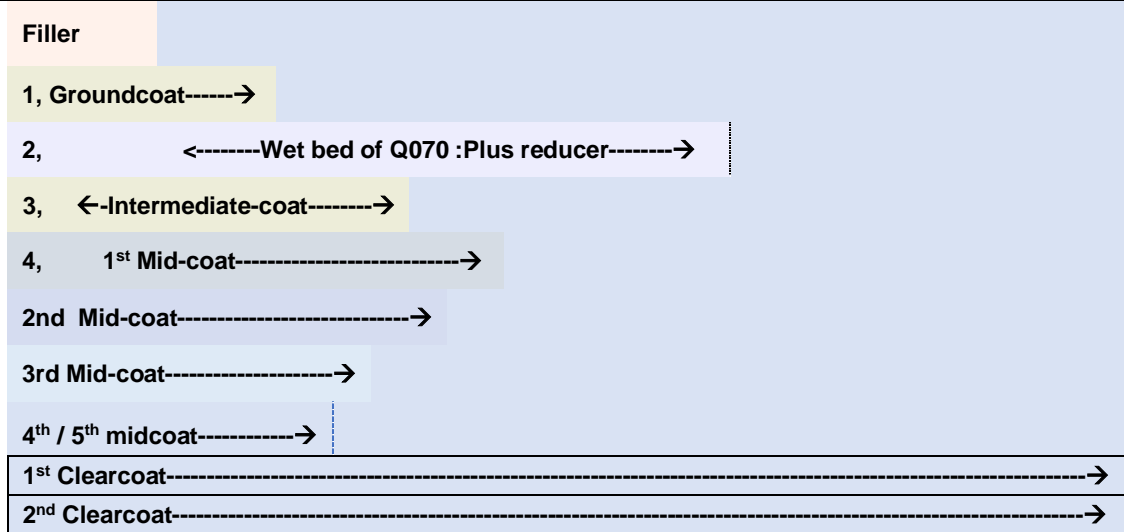 Filler
1, Groundcoat------→
2, <--------Wet bed of Q070 :Plus reducer--------→
3, ←-Intermediate-coat--------→
4, 1st Mid-coat----------------------------→
2nd Mid-coat-----------------------------→
3rd Mid-coat---------------------→
4th / 5th midcoat------------→
1st Clearcoat-------------------------------------------------------------------------------------------------------------------→
2nd Clearcoat------------------------------------------------------------------------------------------------------------------→